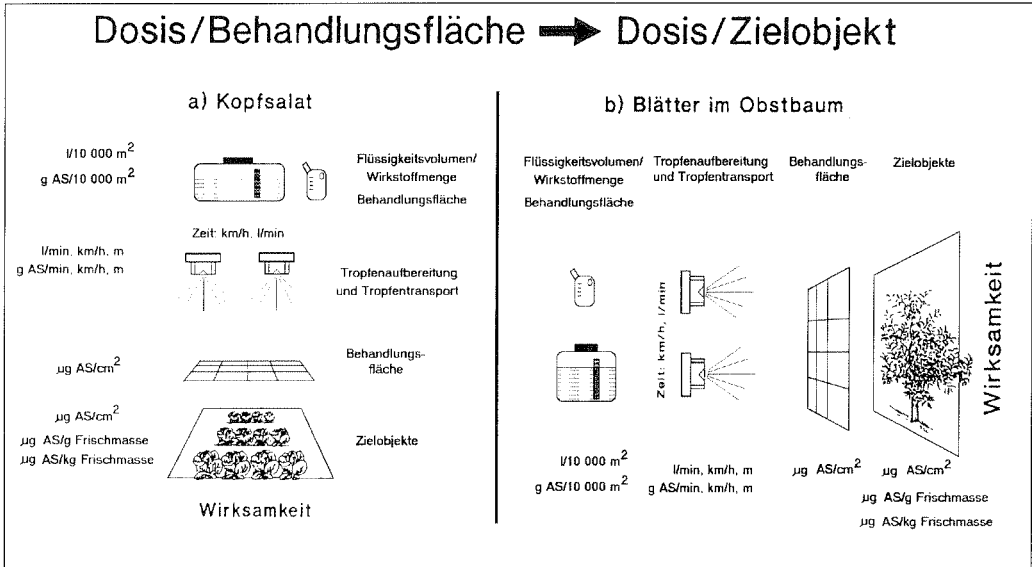 Dosis/Behandlungsfläche ➡ Dosis/Zielobjekt
a) Kopfsalat
l/10 000 m²
g AS/10 000 m²
Flüssigkeitsvolumen/
Wirkstoffmenge
Behandlungsfläche
Zeit: km/h, l/min
l/min, km/h, m
g AS/min, km/h, m
Tropfenaufbereitung
und Tropfentransport
µg AS/cm²
Behandlungs-
fläche
µg AS/cm²
µg AS/g Frischmasse
µg AS/kg Frischmasse
Zielobjekte
Wirksamkeit
b) Blätter im Obstbaum
Flüssigkeitsvolumen/
Wirkstoffmenge
Behandlungsfläche
Tropfenaufbereitung
und Tropfentransport
Behandlungs-
fläche
Zielobjekte
Zeit: km/h, l/min
Wirksamkeit
l/10 000 m²
g AS/10 000 m²
l/min, km/h, m
g AS/min, km/h, m
µg AS/cm²
µg AS/cm²
µg AS/g Frischmasse
µg AS/kg Frischmasse